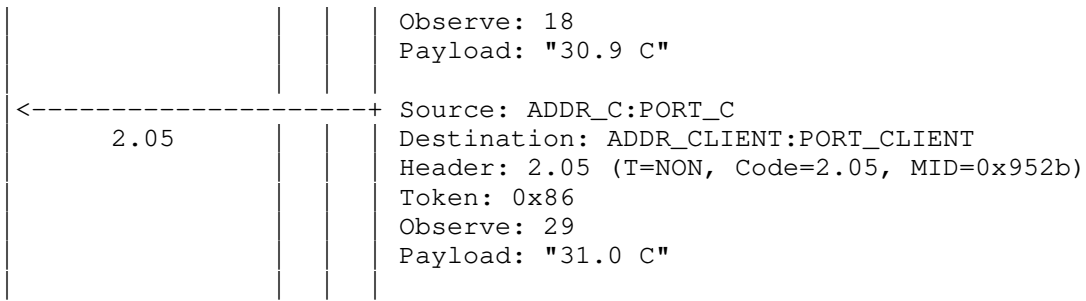 Observe: 18
Payload: "30.9 C"
<----------------------+ Source: ADDR_C:PORT_C
2.05 Destination: ADDR_CLIENT:PORT_CLIENT
Header: 2.05 (T=NON, Code=2.05, MID=0x952b)
Token: 0x86
Observe: 29
Payload: "31.0 C"